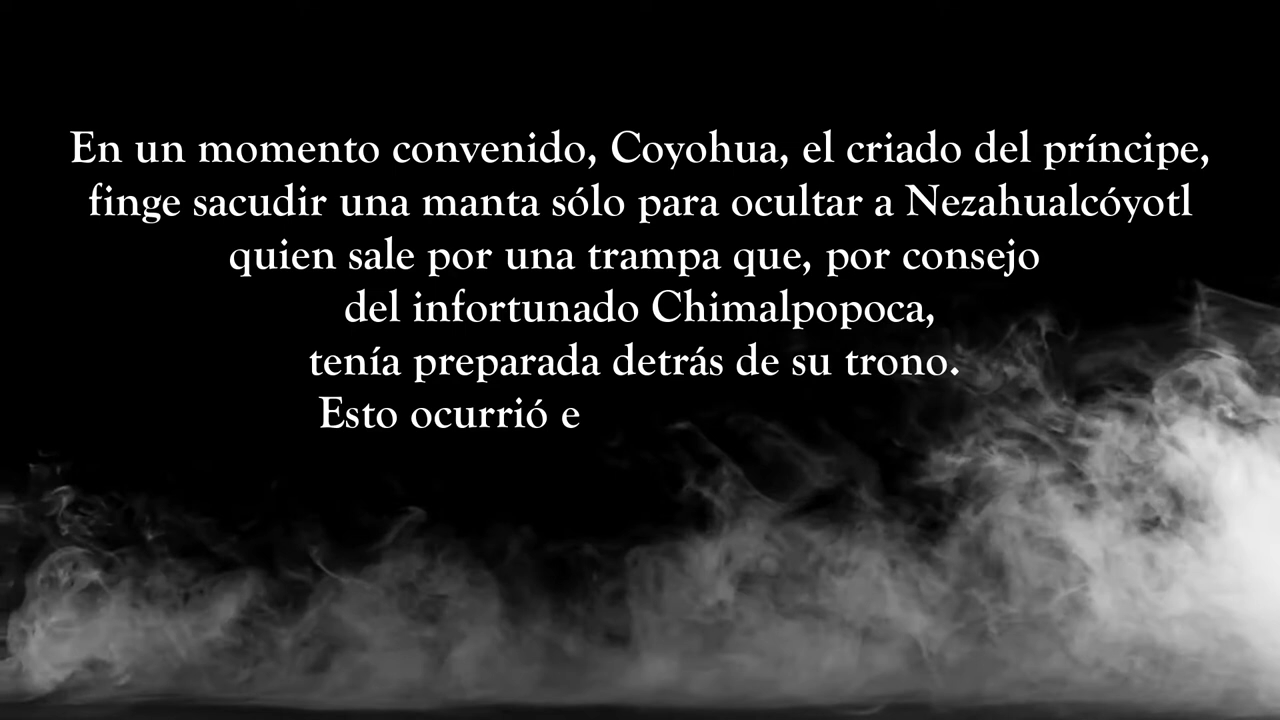 En un momento convenido, Coyohua, el criado del príncipe,
finge sacudir una manta sólo para ocultar a Nezahualcóyotl
quien sale por una trampa que, por consejo
del infortunado Chimalpopoca,
tenía preparada detrás de su trono.
Esto ocurrió e